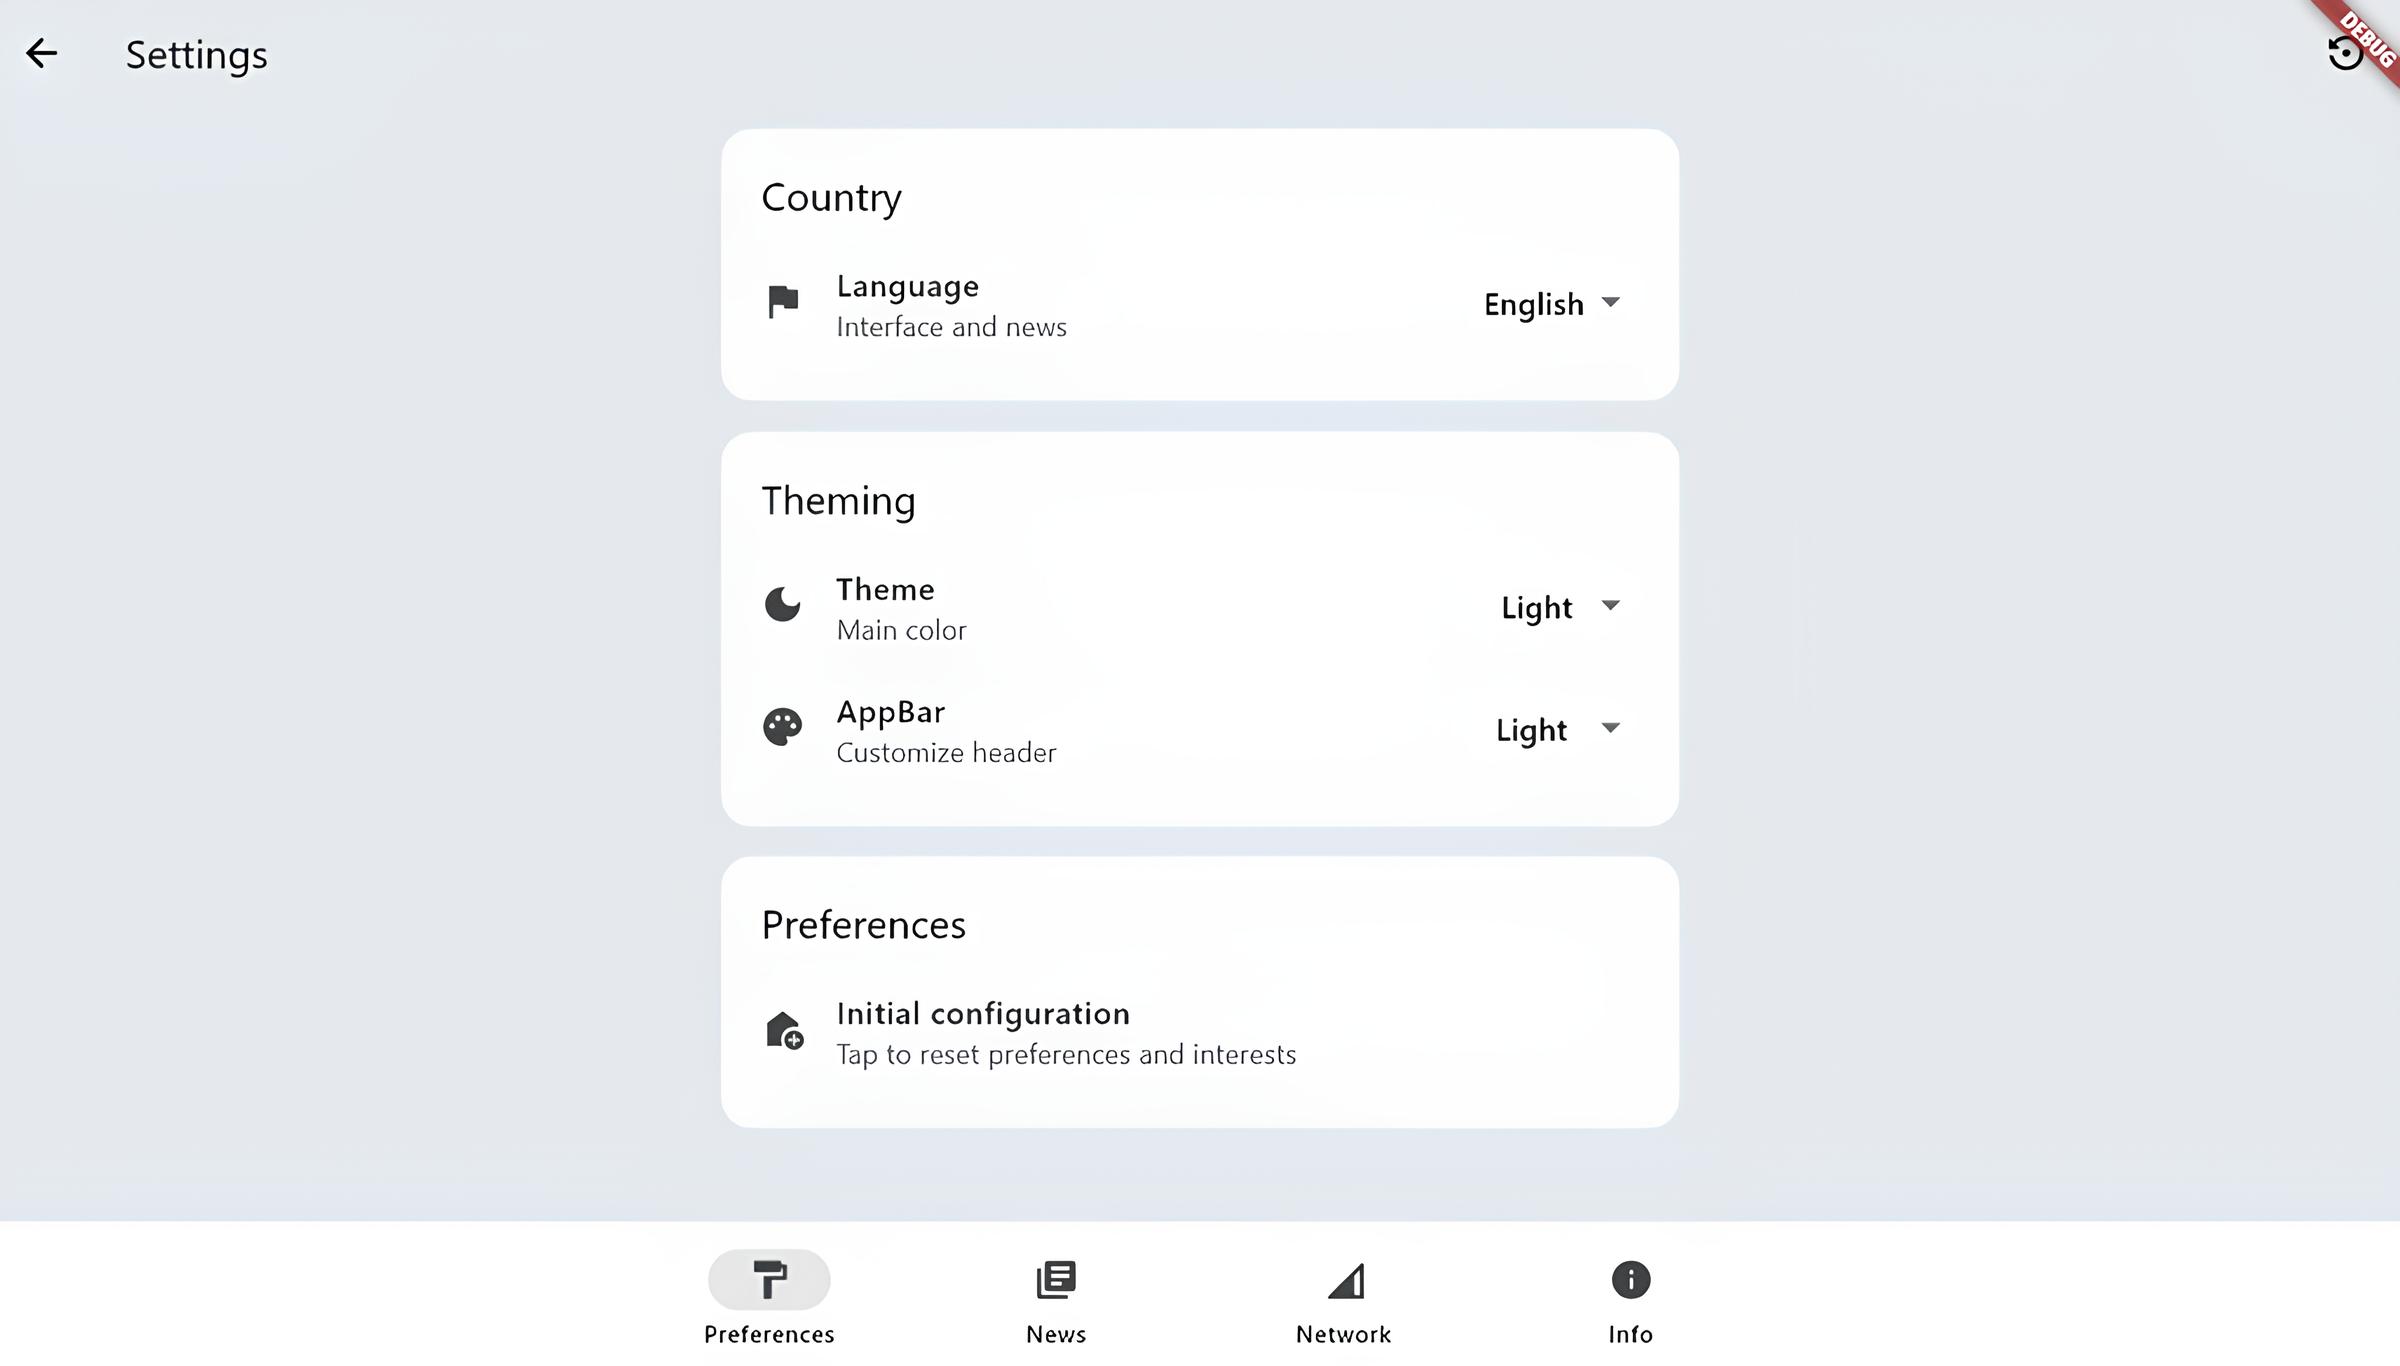 Settings
DEBUG
Country
Language
Interface and news
English
Theming
Theme
Main color
Light
AppBar
Customize header
Light
Preferences
Initial configuration
Tap to reset preferences and interests
Preferences
News
Network
Info